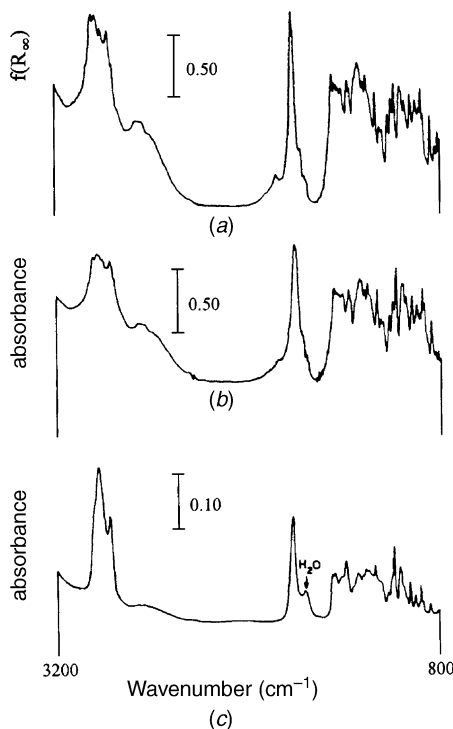 f(R∞)
0.50
(a)
absorbance
0.50
(b)
absorbance
0.10
H₂O
3200
800
Wavenumber (cm⁻¹)
(c)